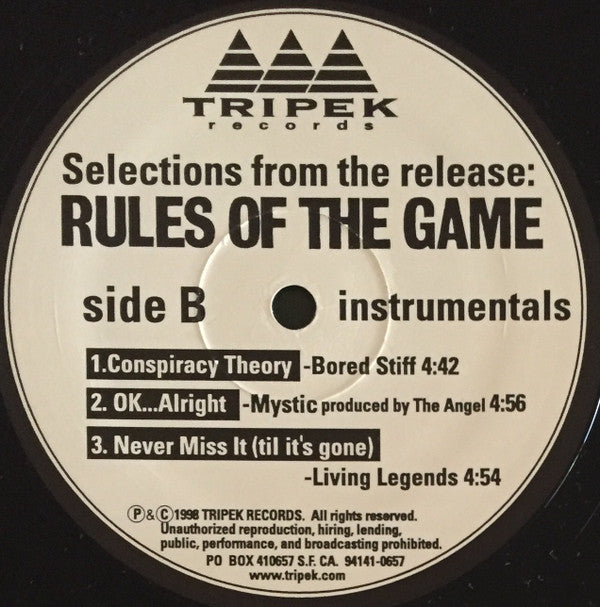 TRIPEK
records
Selections from the release:
RULES OF THE GAME
side B instrumentals
1.Conspiracy Theory -Bored Stiff 4:42
2. OK...Alright -Mystic produced by The Angel 4:56
3. Never Miss It (til it's gone)
-Living Legends 4:54
Ⓟ&Ⓒ1998 TRIPEK RECORDS. All rights reserved.
Unauthorized reproduction, hiring, lending,
public, performance, and broadcasting prohibited.
PO BOX 410657 S.F. CA. 94141-0657
www.tripek.com